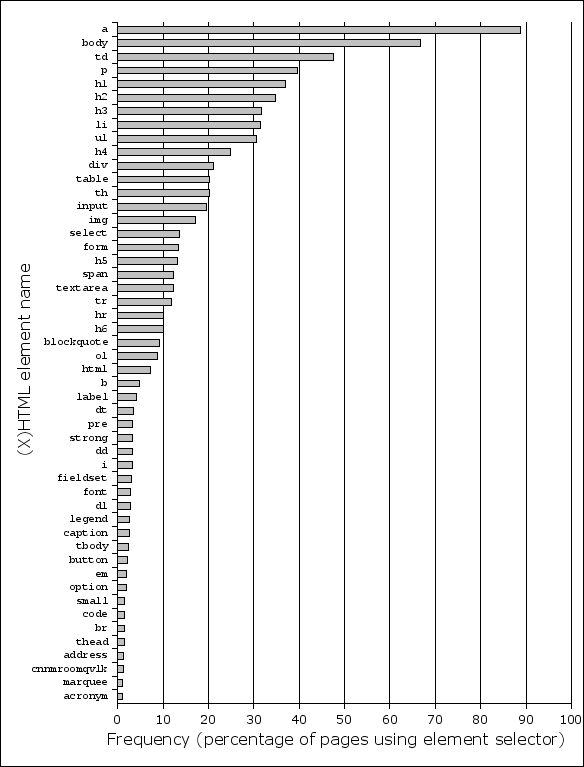 a
body
td
p
h1
h2
h3
li
ul
h4
div
table
th
input
img
select
form
h5
span
textarea
tr
hr
h6
blockquote
ol
html
b
label
dt
pre
strong
dd
i
fieldset
font
dl
legend
caption
tbody
button
em
option
small
code
br
thead
address
cnnmroomqvlk
marquee
acronym
(X)HTML element name
0 10 20 30 40 50 60 70 80 90 100
Frequency (percentage of pages using element selector)